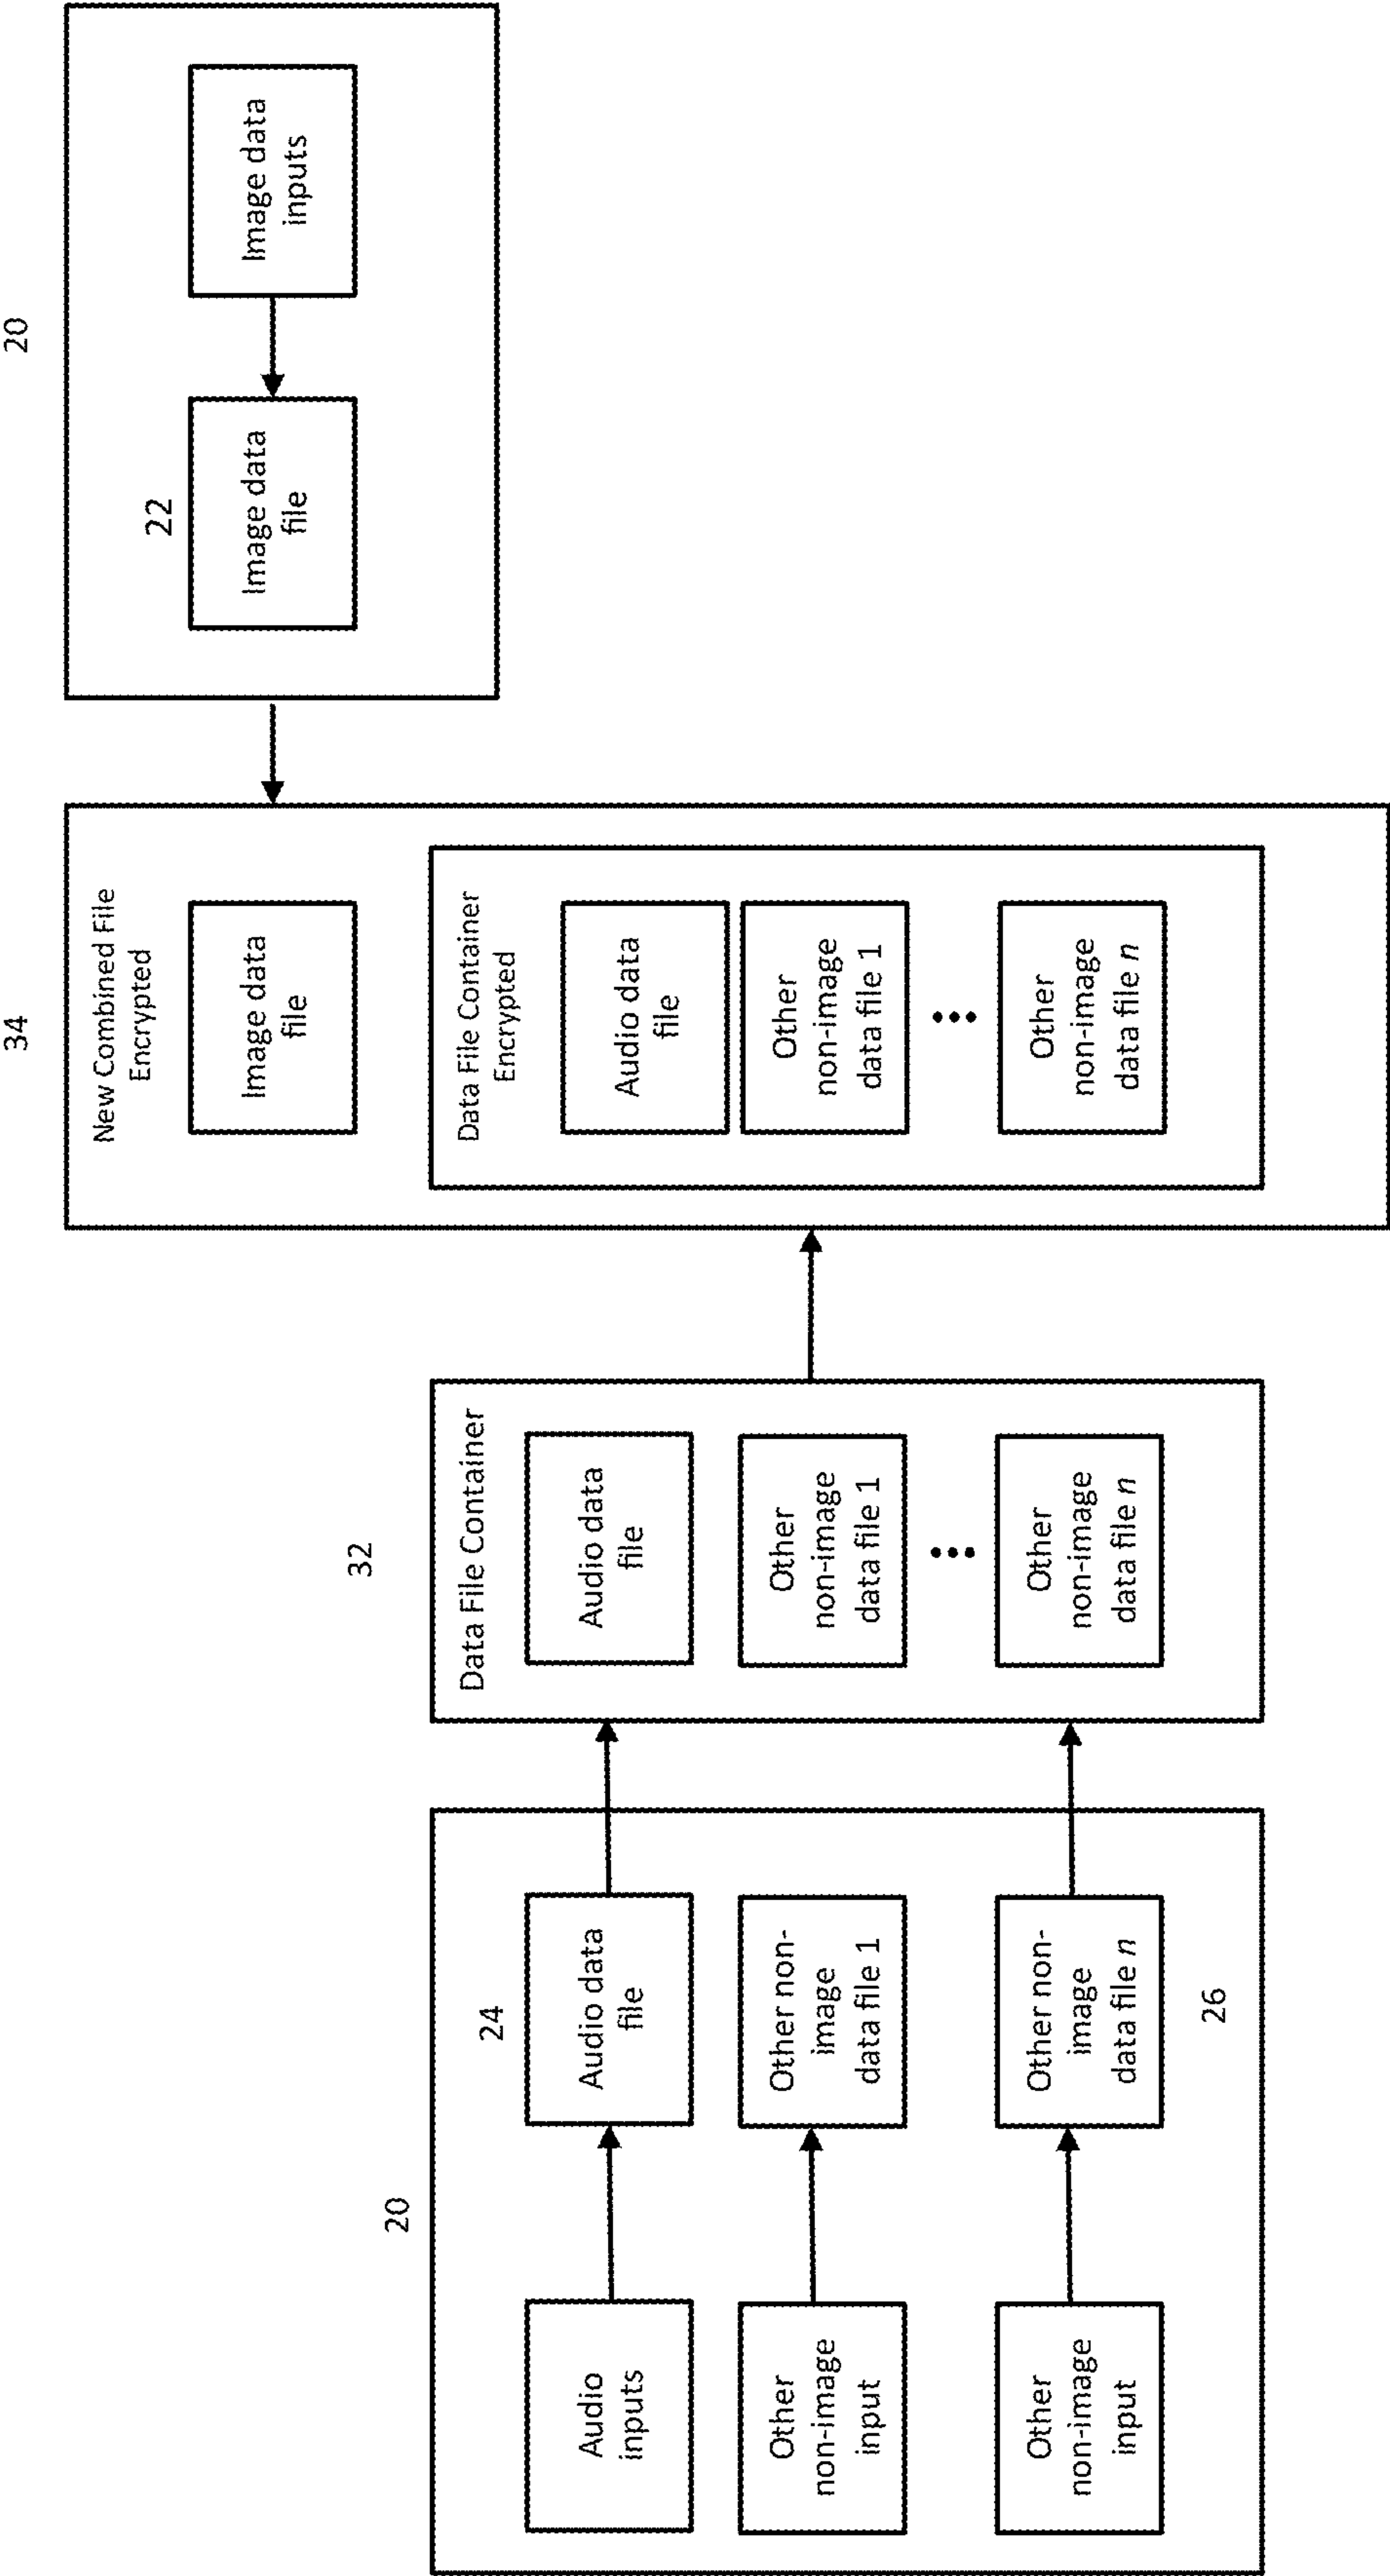 20
24
Audio
inputs
Audio data
file
Other
non-image
input
Other non-
image
data file 1
Other
non-image
input
Other non-
image
data file n
26
32
Data File Container
Audio data
file
Other
non-image
data file 1
•••
Other
non-image
data file n
34
New Combined File
Encrypted
Image data
file
Data File Container
Encrypted
Audio data
file
Other
non-image
data file 1
•••
Other
non-image
data file n
20
22
Image data
file
Image data
inputs